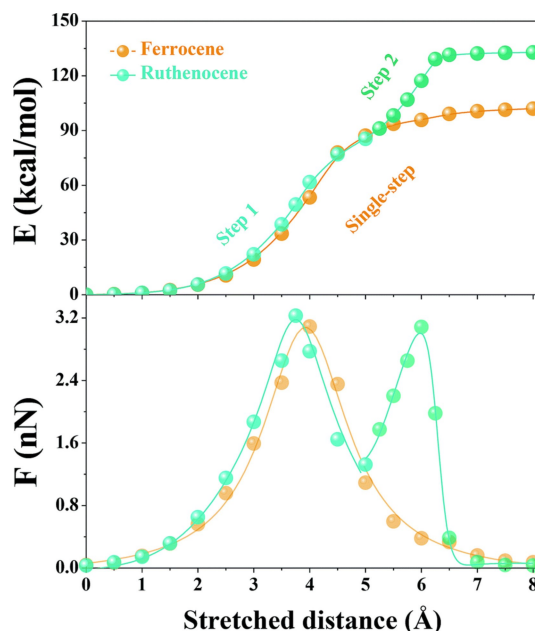 150
Ferrocene
Ruthenocene
120
90
60
30
0
E (kcal/mol)
Step 1
Step 2
Single-step
3.2
2.4
1.6
0.8
0.0
F (nN)
0 1 2 3 4 5 6 7 8
Stretched distance (Å)